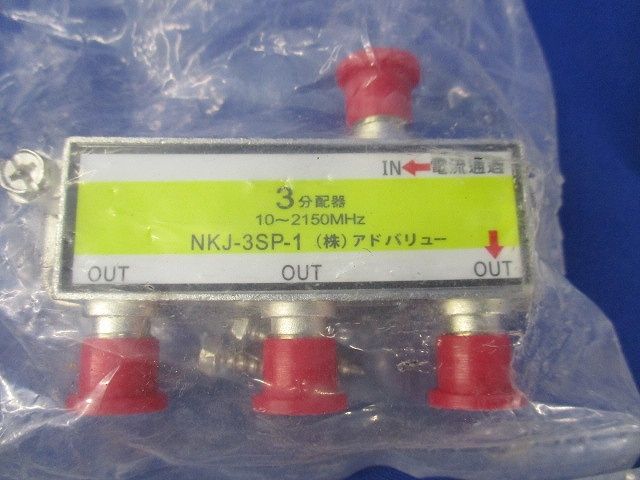 IN 電流通過
3分配器
10～2150MHz
NKJ-3SP-1 (株)アドバリュー
OUT OUT OUT